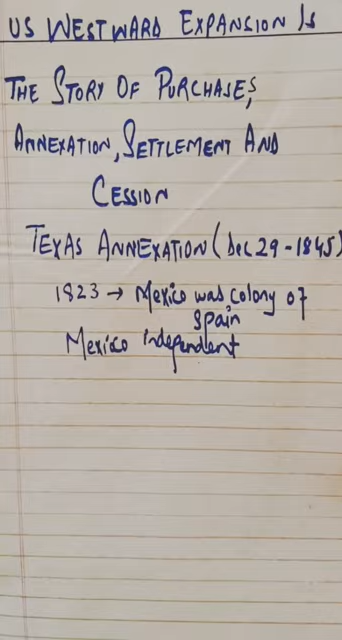 US WESTWARD EXPANSION IS
THE STORY OF PURCHASES,
ANNEXATION, SETTLEMENT AND
CESSION
TEXAS ANNEXATION (Dec 29-1845)
1823 → Mexico was colony of
Spain
Mexico independent